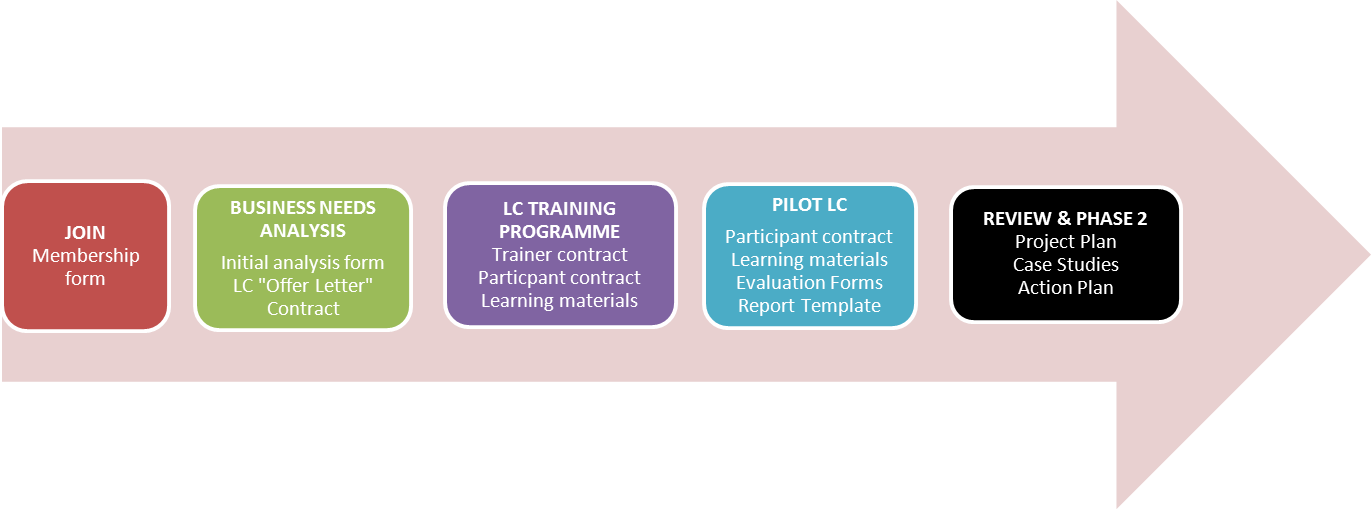 JOIN
Membership
form
BUSINESS NEEDS
ANALYSIS
Initial analysis form
LC "Offer Letter"
Contract
LC TRAINING
PROGRAMME
Trainer contract
Particpant contract
Learning materials
PILOT LC
Participant contract
Learning materials
Evaluation Forms
Report Template
REVIEW & PHASE 2
Project Plan
Case Studies
Action Plan